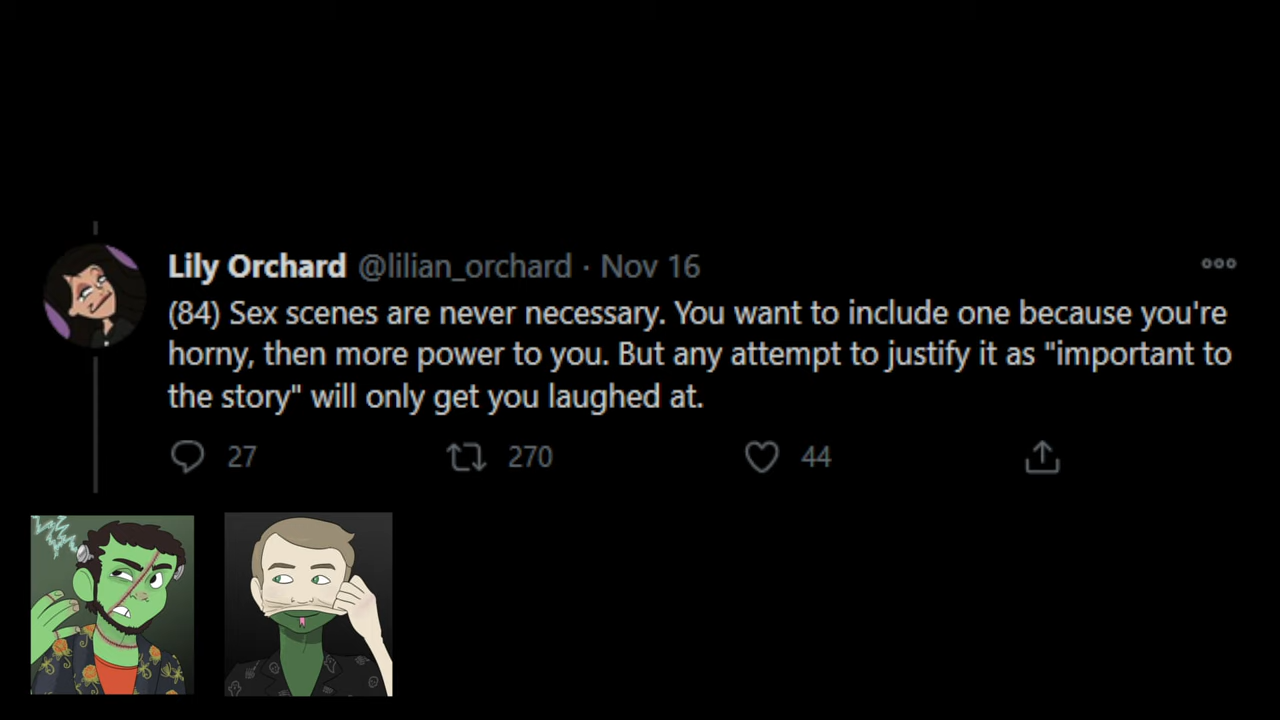 Lily Orchard @lilian_orchard · Nov 16
(84) Sex scenes are never necessary. You want to include one because you're
horny, then more power to you. But any attempt to justify it as "important to
the story" will only get you laughed at.
27 270 44